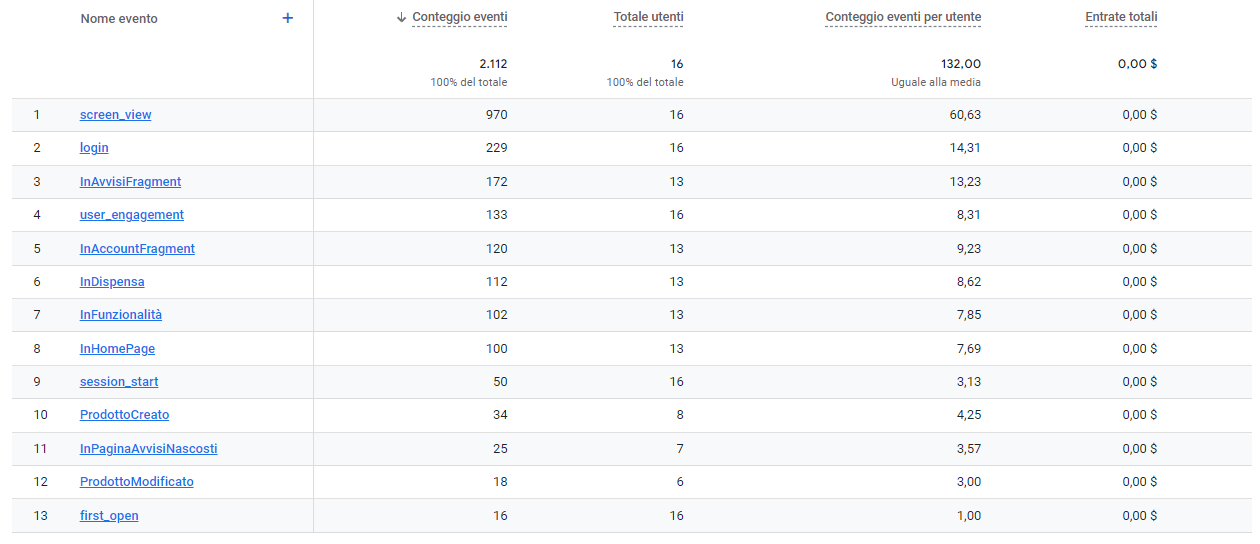 Nome evento + ↓ Conteggio eventi Totale utenti Conteggio eventi per utente Entrate totali
2.112 16 132,00 0,00 $
100% del totale 100% del totale Uguale alla media
1 screen_view 970 16 60,63 0,00 $
2 login 229 16 14,31 0,00 $
3 InAvvisiFragment 172 13 13,23 0,00 $
4 user_engagement 133 16 8,31 0,00 $
5 InAccountFragment 120 13 9,23 0,00 $
6 InDispensa 112 13 8,62 0,00 $
7 InFunzionalità 102 13 7,85 0,00 $
8 InHomePage 100 13 7,69 0,00 $
9 session_start 50 16 3,13 0,00 $
10 ProdottoCreato 34 8 4,25 0,00 $
11 InPaginaAvvisiNascosti 25 7 3,57 0,00 $
12 ProdottoModificato 18 6 3,00 0,00 $
13 first_open 16 16 1,00 0,00 $